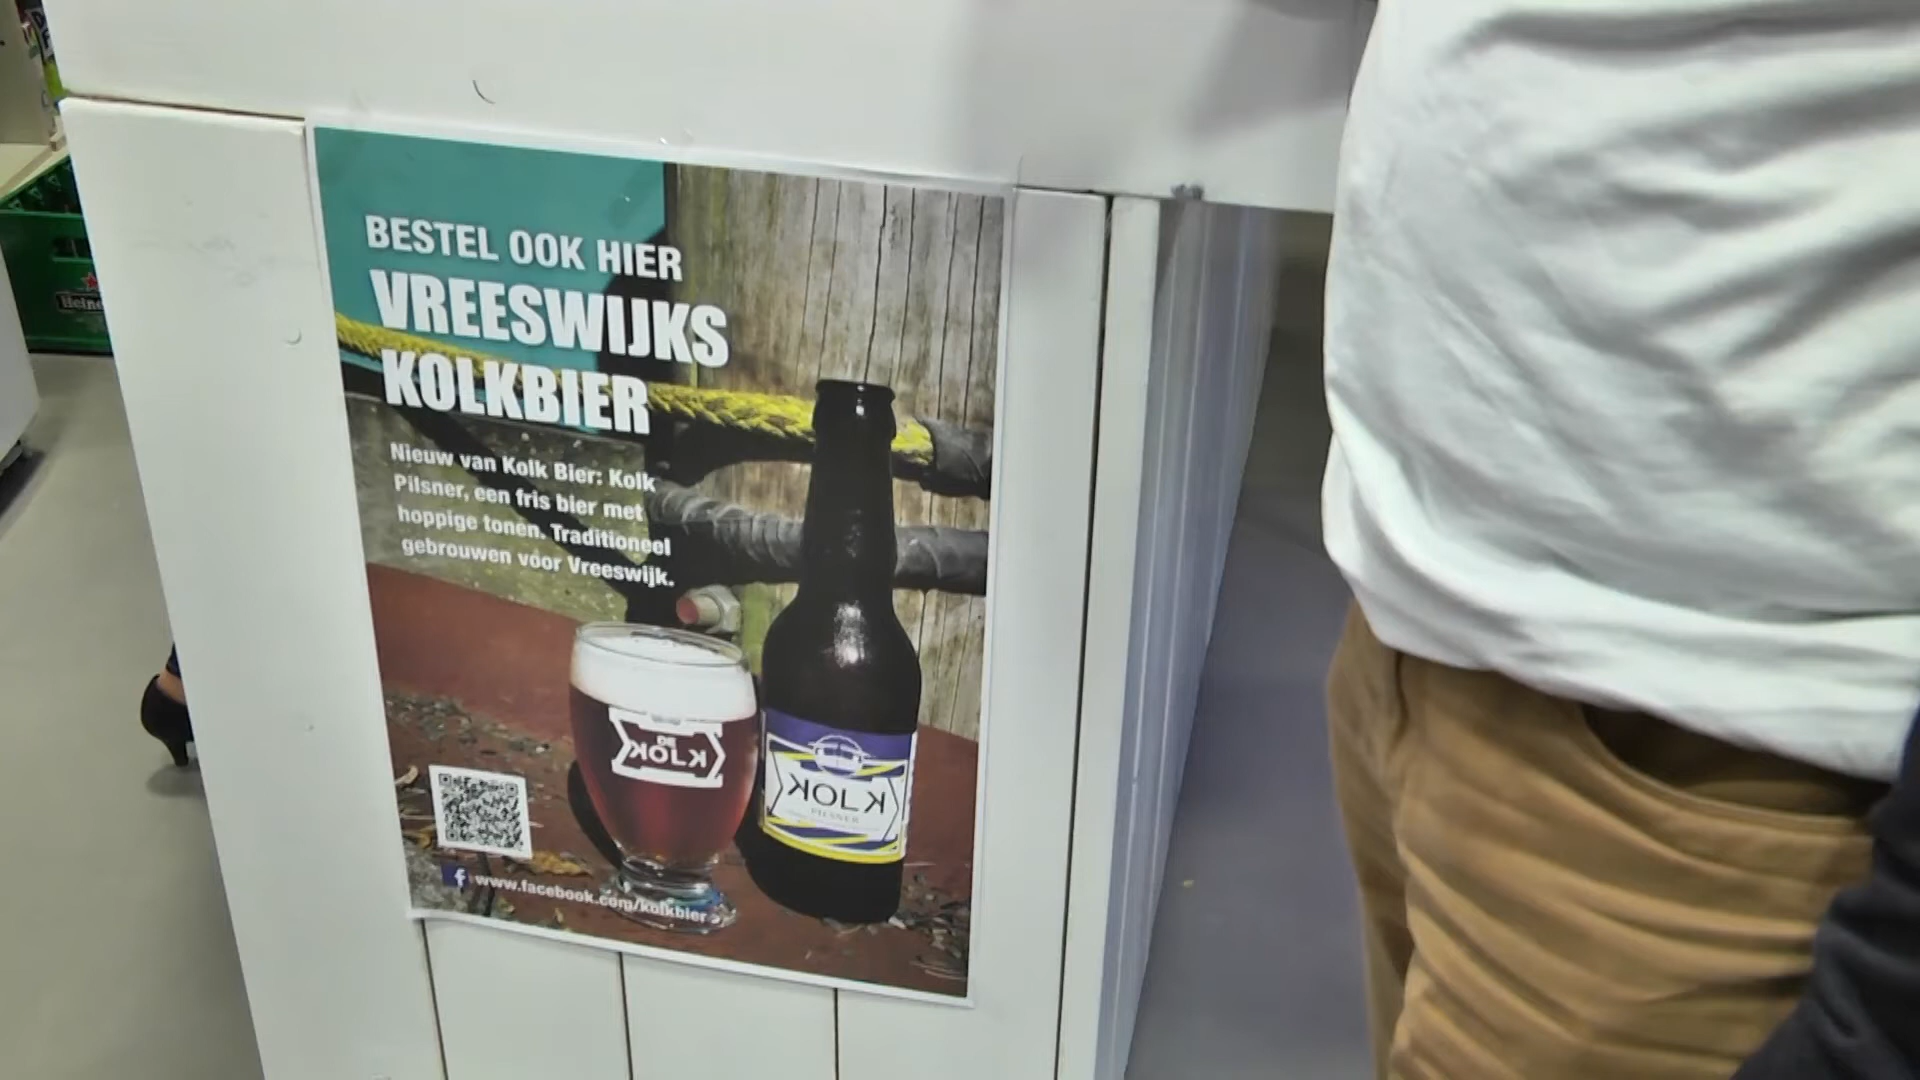 BESTEL OOK HIER
VREESWIJKS
KOLKBIER
Nieuw van Kolk Bier: Kolk
Pilsner, een fris bier met
hoppige tonen. Traditioneel
gebrouwen voor Vreeswijk.
DE
KOLK
KOLK
PILSNER
www.facebook.com/kolkbier